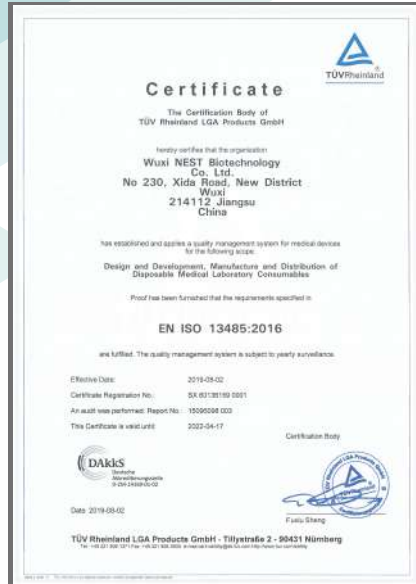 TÜVRheinland®
Certificate
The Certification Body of
TÜV Rheinland LGA Products GmbH
hereby certifies that the organization
Wuxi NEST Biotechnology
Co. Ltd.
No 230, Xida Road, New District
Wuxi
214112 Jiangsu
China
has established and applies a quality management system for medical devices
for the following scope:
Design and Development, Manufacture and Distribution of
Disposable Medical Laboratory Consumables
Proof has been furnished that the requirements specified in
EN ISO 13485:2016
are fulfilled. The quality management system is subject to yearly surveillance.
Effective Date: 2019-08-02
Certificate Registration No.:
An audit was performed. Report No.: 15096098 003
This Certificate is valid until: 2022-04-17
Certification Body
DAkkS
Deutsche
Akkreditierungsstelle
TÜVRheinland
Date 2019-08-02
Fuxiu Sheng
TÜV Rheinland LGA Products GmbH - Tillystraße 2 - 90431 Nürnberg